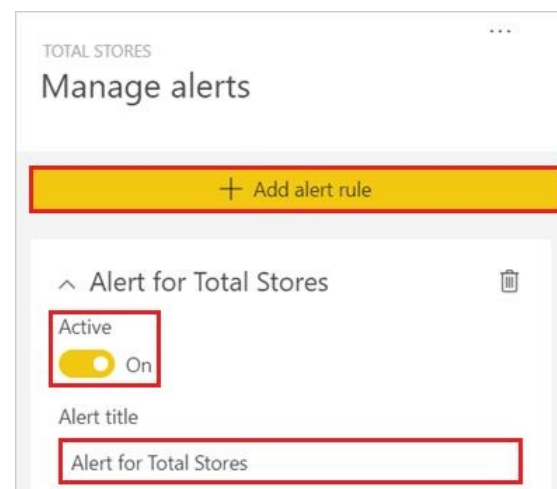 TOTAL STORES
Manage alerts
+ Add alert rule
Alert for Total Stores
Active
On
Alert title
Alert for Total Stores